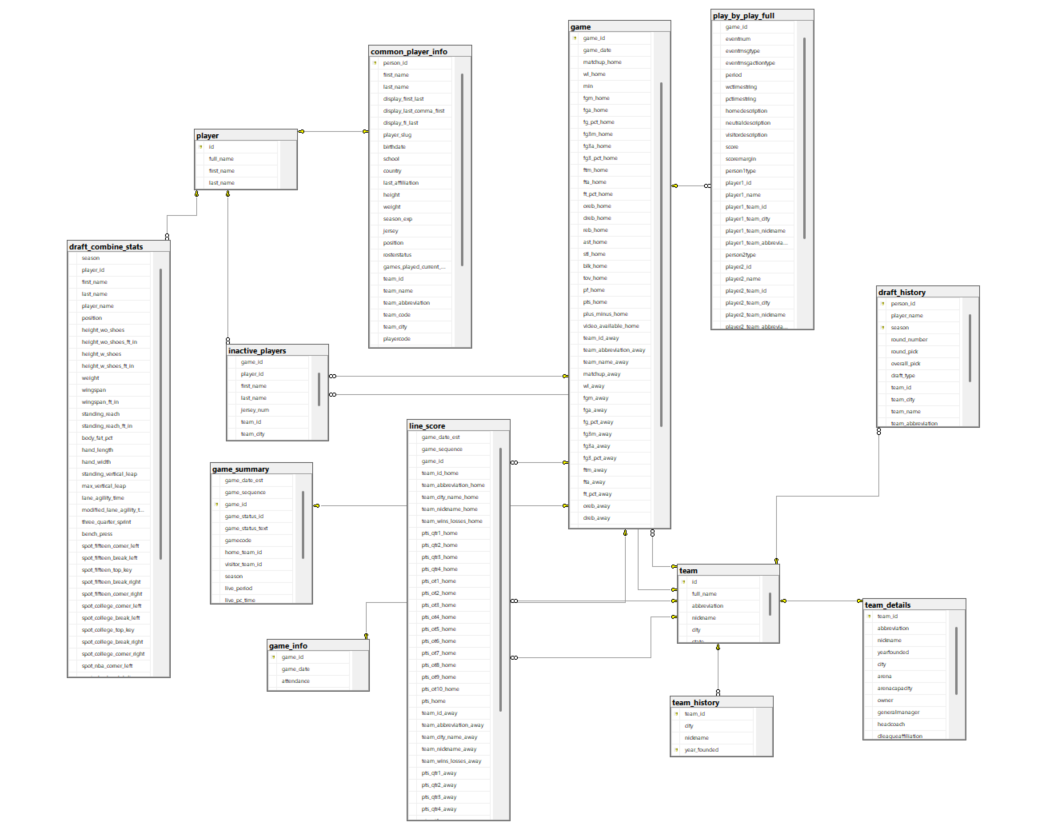 play_by_play_full
game_id
eventnum
eventmsgtype
eventmsgactiontype
period
wctimestring
pctimestring
homedescription
neutraldescription
visitordescription
score
scoremargin
person1type
player1_id
player1_name
player1_team_id
player1_team_city
player1_team_nickname
player1_team_abbrevia...
person2type
player2_id
player2_name
player2_team_id
player2_team_city
player2_team_nickname
player2_team_abbrevia...
game
game_id
game_date
matchup_home
wl_home
min
fgm_home
fga_home
fg_pct_home
fg3m_home
fg3a_home
fg3_pct_home
ftm_home
fta_home
ft_pct_home
oreb_home
dreb_home
reb_home
ast_home
stl_home
blk_home
tov_home
pf_home
pts_home
plus_minus_home
video_available_home
team_id_away
team_abbreviation_away
team_name_away
matchup_away
wl_away
fgm_away
fga_away
fg_pct_away
fg3m_away
fg3a_away
fg3_pct_away
ftm_away
fta_away
ft_pct_away
oreb_away
dreb_away
common_player_info
person_id
first_name
last_name
display_first_last
display_last_comma_first
display_fi_last
player_slug
birthdate
school
country
last_affiliation
height
weight
season_exp
jersey
position
rosterstatus
games_played_current_...
team_id
team_name
team_abbreviation
team_code
team_city
playercode
player
id
full_name
first_name
last_name
draft_combine_stats
season
player_id
first_name
last_name
player_name
position
height_wo_shoes
height_wo_shoes_ft_in
height_w_shoes
height_w_shoes_ft_in
weight
wingspan
wingspan_ft_in
standing_reach
standing_reach_ft_in
body_fat_pct
hand_length
hand_width
standing_vertical_leap
max_vertical_leap
lane_agility_time
modified_lane_agility_t...
three_quarter_sprint
bench_press
spot_fifteen_corner_left
spot_fifteen_break_left
spot_fifteen_top_key
spot_fifteen_break_right
spot_fifteen_corner_right
spot_college_corner_left
spot_college_break_left
spot_college_top_key
spot_college_break_right
spot_college_corner_right
spot_nba_corner_left
draft_history
person_id
player_name
season
round_number
round_pick
overall_pick
draft_type
team_id
team_city
team_name
team_abbreviation
inactive_players
game_id
player_id
first_name
last_name
jersey_num
team_id
team_city
line_score
game_date_est
game_sequence
game_id
team_id_home
team_abbreviation_home
team_city_name_home
team_nickname_home
team_wins_losses_home
pts_qtr1_home
pts_qtr2_home
pts_qtr3_home
pts_qtr4_home
pts_ot1_home
pts_ot2_home
pts_ot3_home
pts_ot4_home
pts_ot5_home
pts_ot6_home
pts_ot7_home
pts_ot8_home
pts_ot9_home
pts_ot10_home
pts_home
team_id_away
team_abbreviation_away
team_city_name_away
team_nickname_away
team_wins_losses_away
pts_qtr1_away
pts_qtr2_away
pts_qtr3_away
pts_qtr4_away
game_summary
game_date_est
game_sequence
game_id
game_status_id
game_status_text
gamecode
home_team_id
visitor_team_id
season
live_period
live_pc_time
team
id
full_name
abbreviation
nickname
city
team_details
team_id
abbreviation
nickname
yearfounded
city
arena
arenacapacity
owner
generalmanager
headcoach
dleagueaffiliation
game_info
game_id
game_date
attendance
team_history
team_id
city
nickname
year_founded